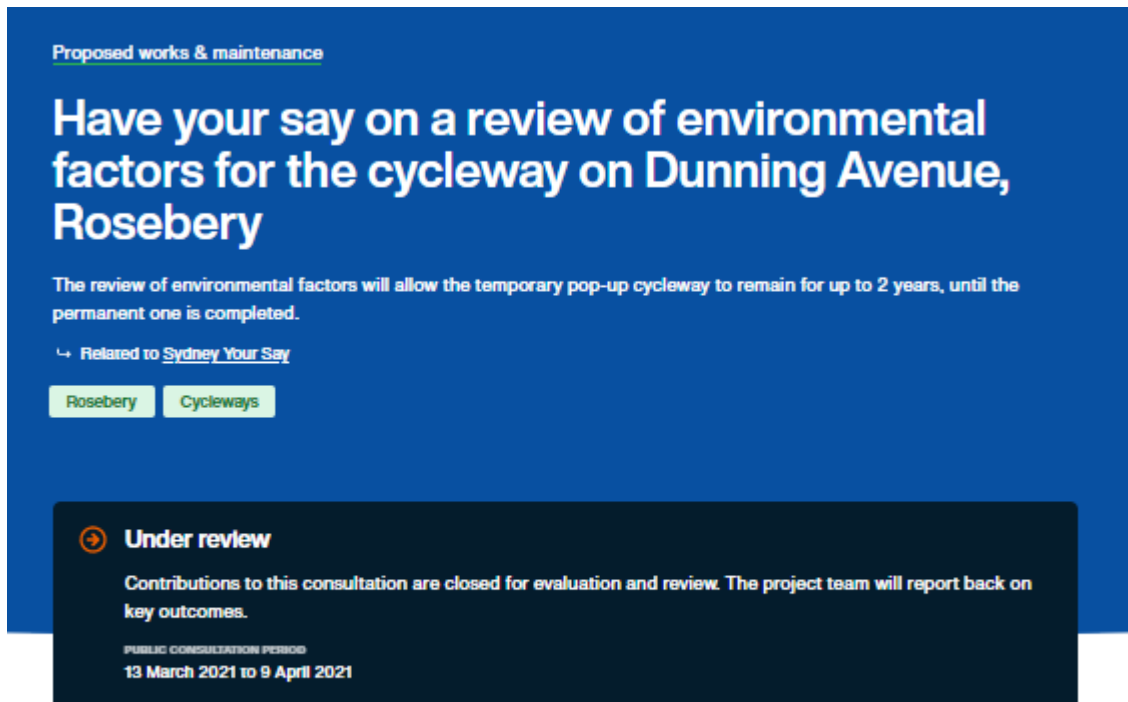 Proposed works & maintenance
Have your say on a review of environmental
factors for the cycleway on Dunning Avenue,
Rosebery
The review of environmental factors will allow the temporary pop-up cycleway to remain for up to 2 years, until the
permanent one is completed.
↪ Related to Sydney Your Say
Rosebery Cycleways
Under review
Contributions to this consultation are closed for evaluation and review. The project team will report back on
key outcomes.
PUBLIC CONSULTATION PERIOD
13 March 2021 to 9 April 2021